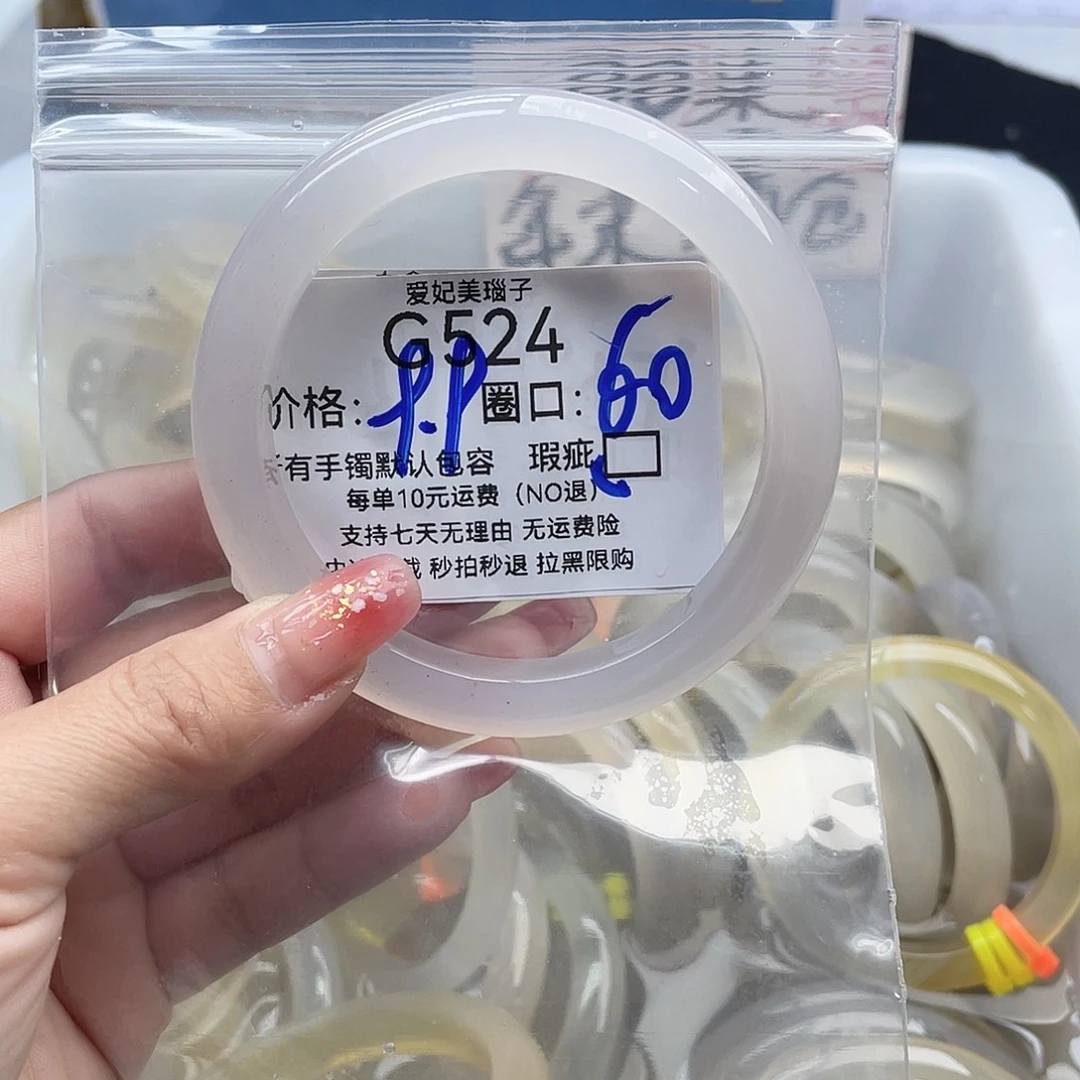 爱妃美瑙子
G524
价格：9.9 圈口：60
有手镯默认包容 瑕疵
每单10元运费（NO退）
支持七天无理由 无运费险
秒拍秒退 拉黑限购